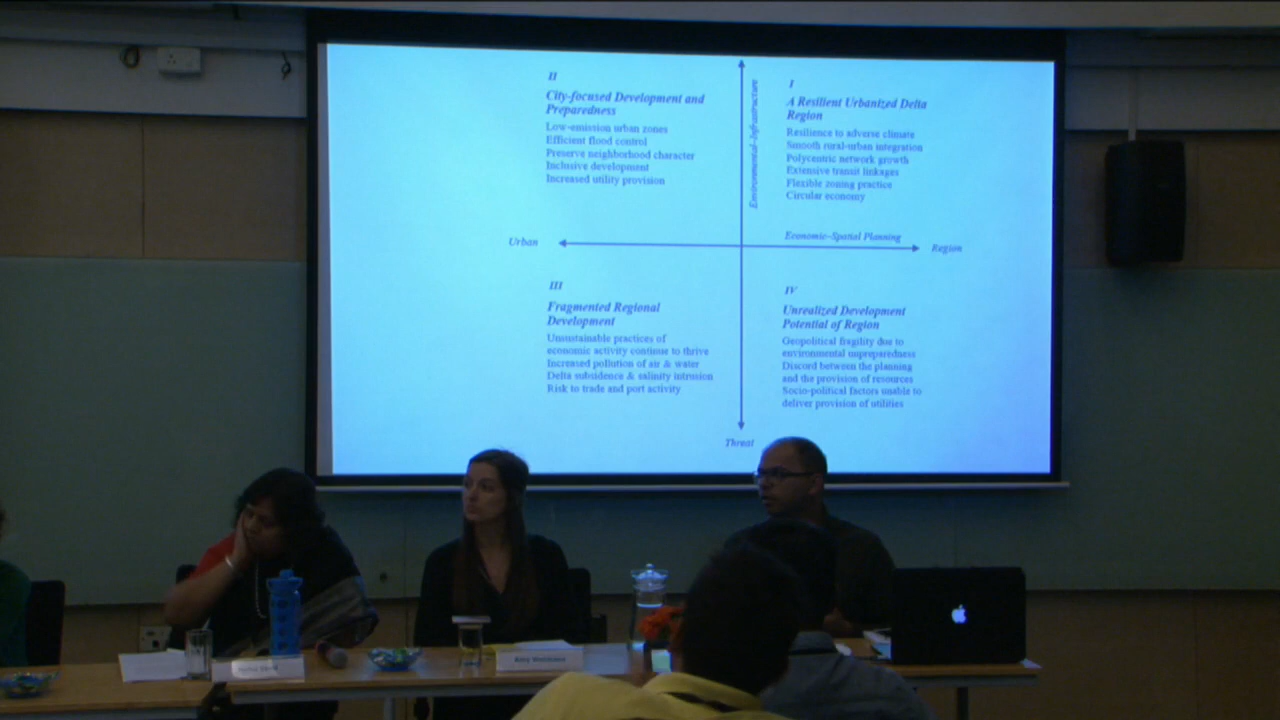 II
City-focused Development and
Preparedness
Low-emission urban zones
Efficient flood control
Preserve neighborhood character
Inclusive development
Increased utility provision
Environmental-Infrastructure
I
A Resilient Urbanized Delta
Region
Resilience to adverse climate
Smooth rural-urban integration
Polycentric network growth
Extensive transit linkages
Flexible zoning practice
Circular economy
Urban
Economic-Spatial Planning
Region
III
Fragmented Regional
Development
Unsustainable practices of
economic activity continue to thrive
Increased pollution of air & water
Delta subsidence & salinity intrusion
Risk to trade and port activity
IV
Unrealized Development
Potential of Region
Geopolitical fragility due to
environmental unpreparedness
Discord between the planning
and the provision of resources
Socio-political factors unable to
deliver provision of utilities
Threat
Amy